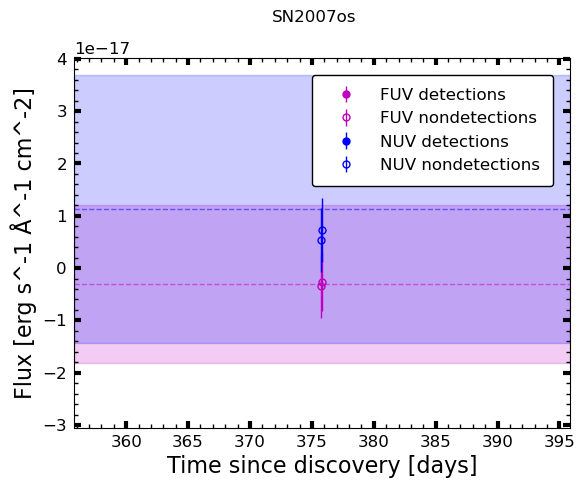 SN2007os
1e−17
4
3
2
1
0
−1
−2
−3
Flux [erg s^-1 Å^-1 cm^-2]
FUV detections
FUV nondetections
NUV detections
NUV nondetections
360 365 370 375 380 385 390 395
Time since discovery [days]